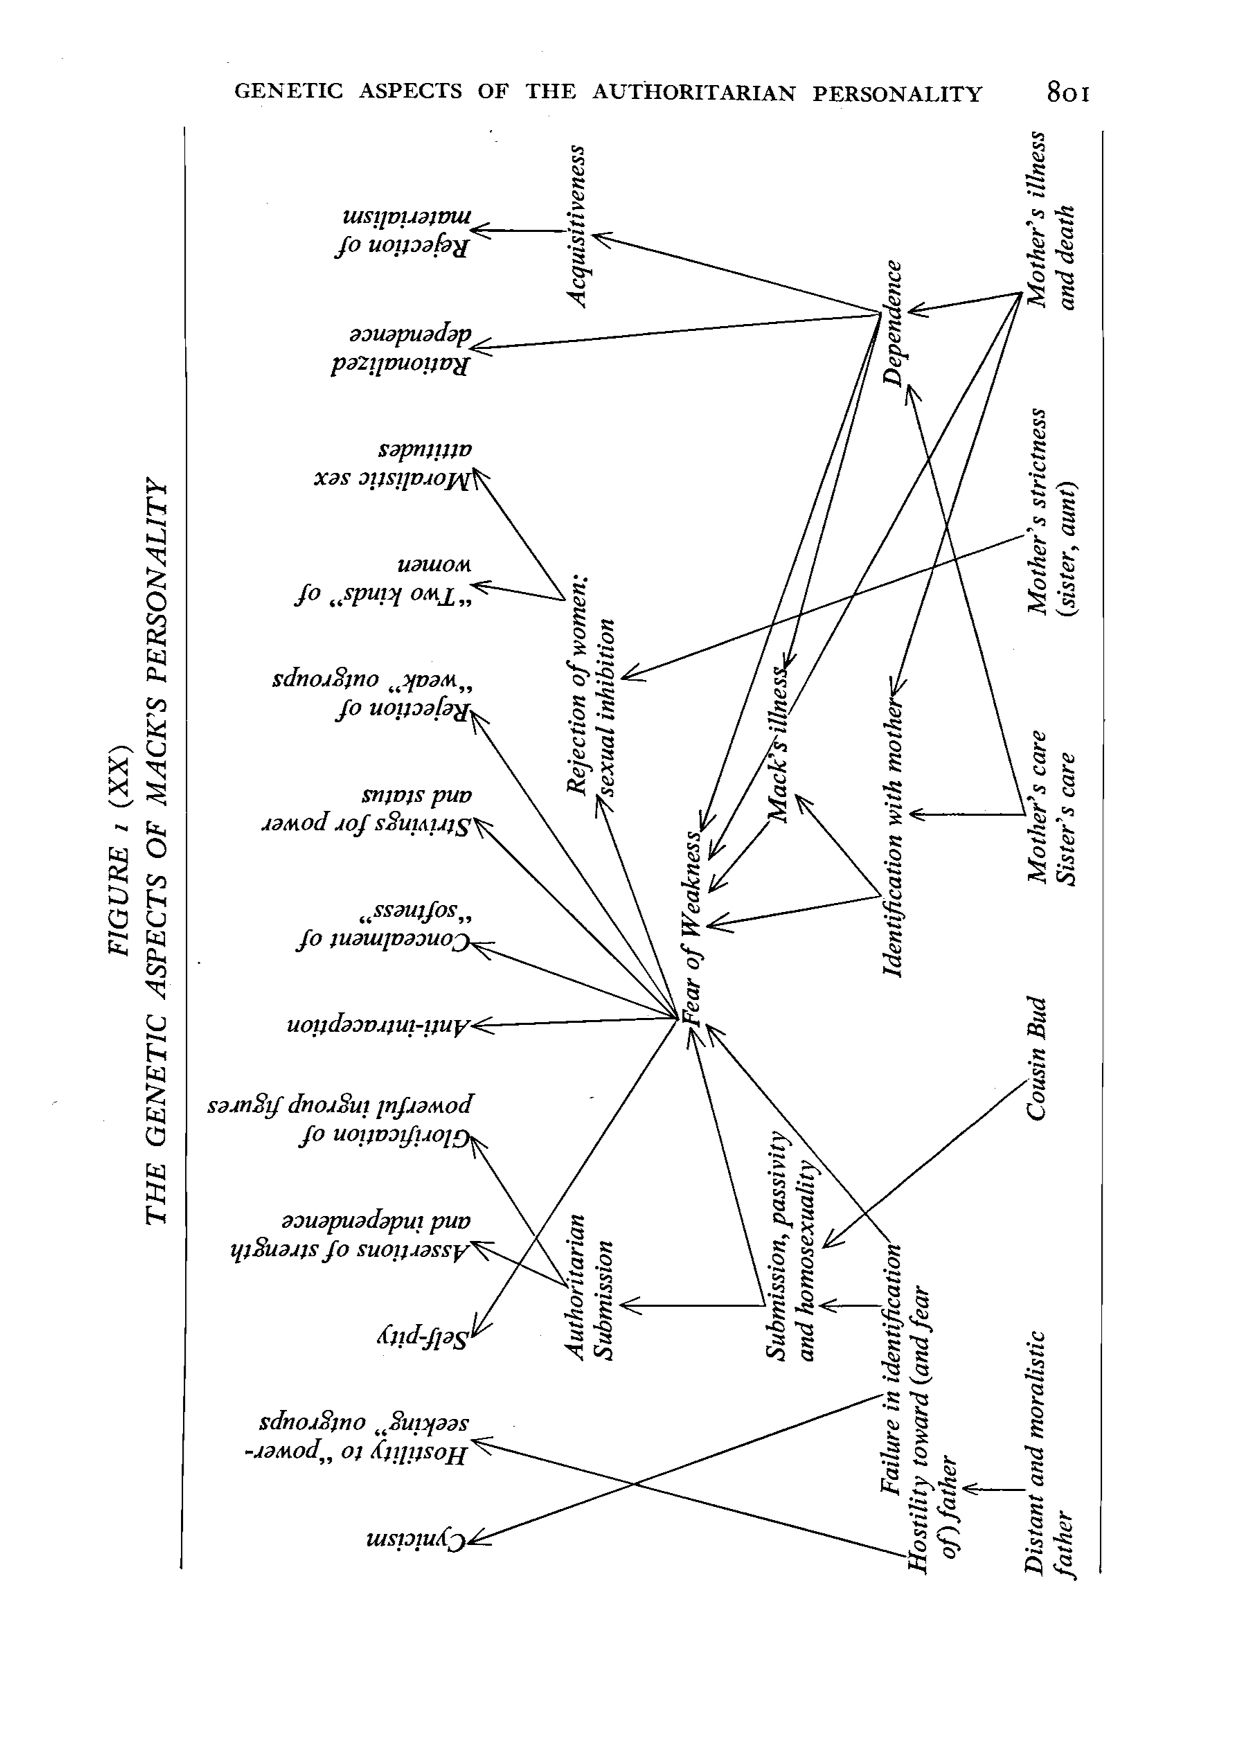 GENETIC ASPECTS OF THE AUTHORITARIAN PERSONALITY 801
FIGURE 1 (XX)
THE GENETIC ASPECTS OF MACK'S PERSONALITY
Cynicism
Hostility to "power-
seeking" outgroups
Self-pity
Assertions of strength
and independence
Glorification of
powerful ingroup figures
Anti-intraception
Concealment of
"softness"
Strivings for power
and status
Rejection of
"weak" outgroups
"Two kinds" of
women
Moralistic sex
attitudes
Rationalized
dependence
Rejection of
materialism
Authoritarian
Submission
Rejection of women:
sexual inhibition
Acquisitiveness
Fear of Weakness
Submission, passivity
and homosexuality
Mack's illness
Failure in identification
Hostility toward (and fear
of) father
Identification with mother
Dependence
Distant and moralistic
father
Cousin Bud
Mother's care
Sister's care
Mother's strictness
(sister, aunt)
Mother's illness
and death